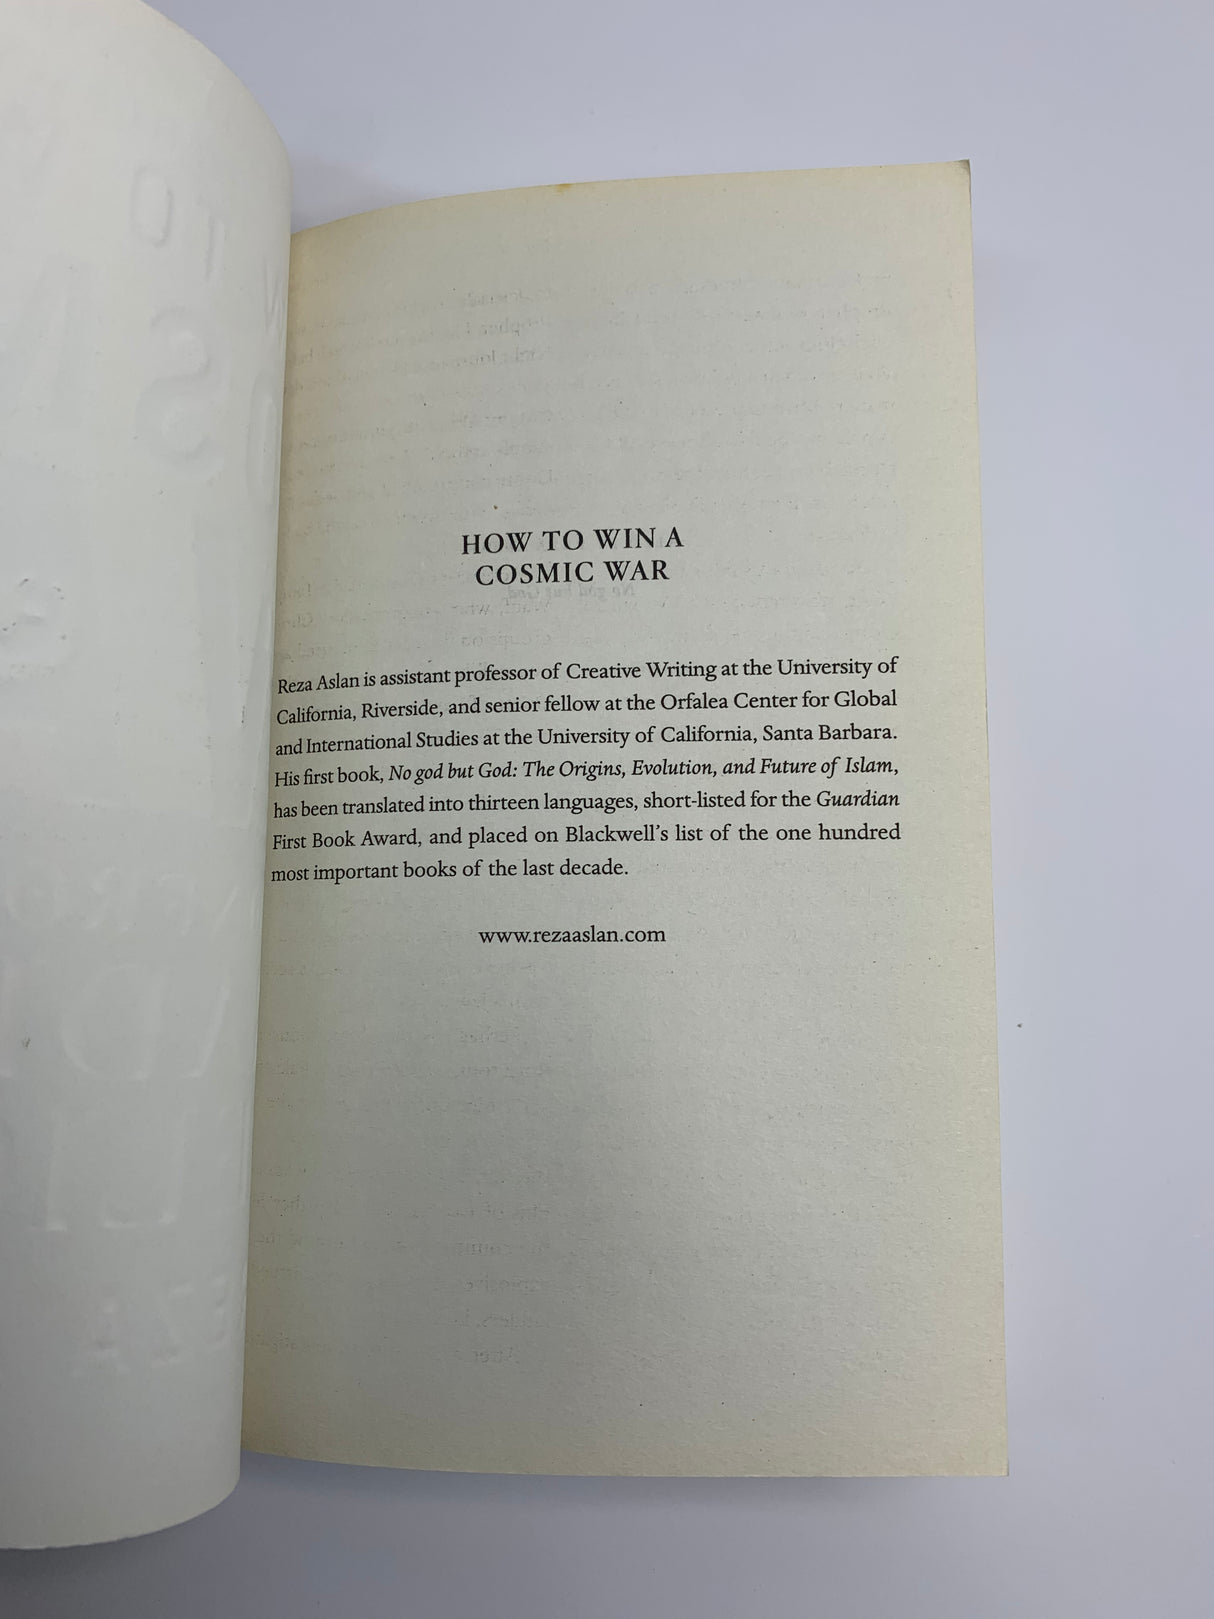 HOW TO WIN A
COSMIC WAR
No god but God
Reza Aslan is assistant professor of Creative Writing at the University of
California, Riverside, and senior fellow at the Orfalea Center for Global
and International Studies at the University of California, Santa Barbara.
His first book, No god but God: The Origins, Evolution, and Future of Islam,
has been translated into thirteen languages, short-listed for the Guardian
First Book Award, and placed on Blackwell's list of the one hundred
most important books of the last decade.
www.rezaaslan.com